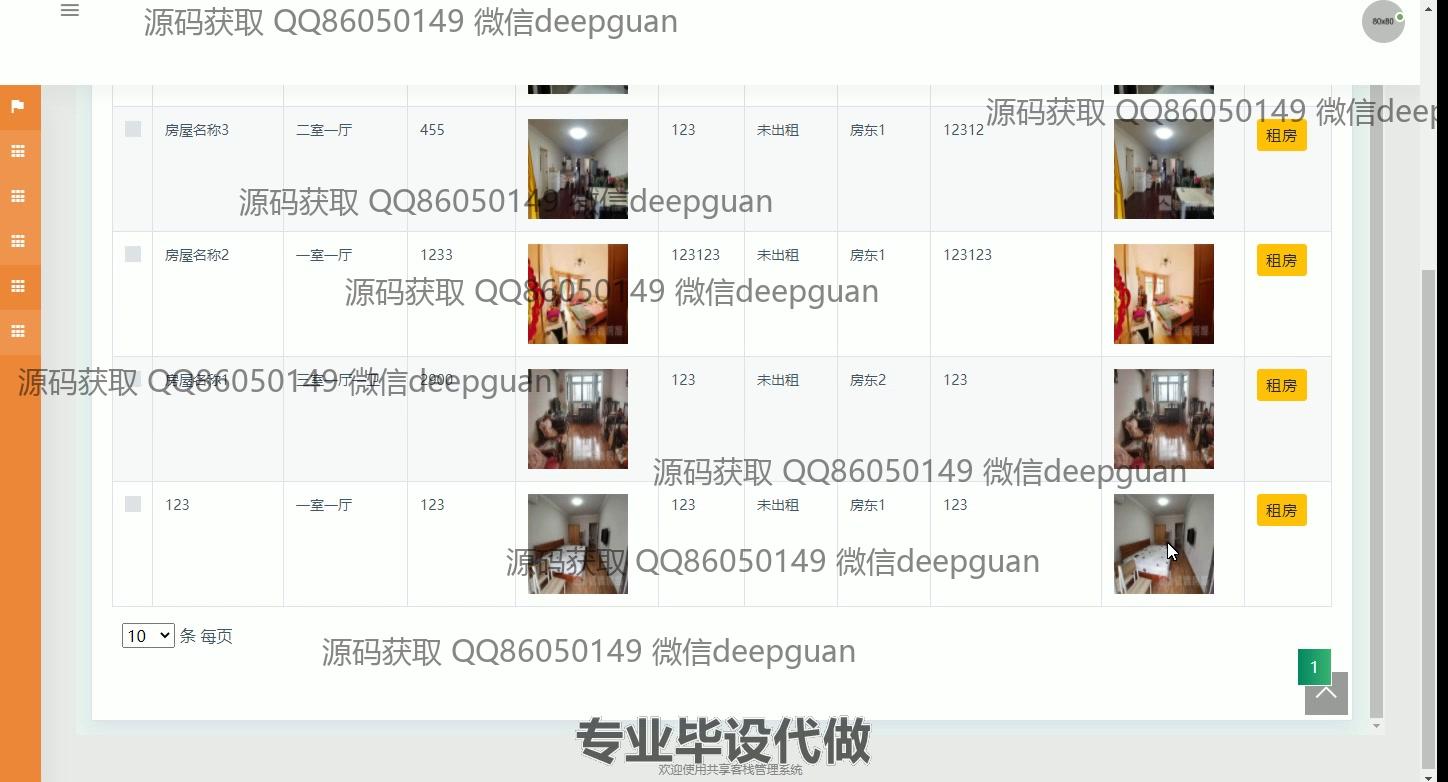 源码获取 QQ86050149 微信deepguan
80x80
源码获取 QQ86050149 微信deep
房屋名称3 二室一厅 455 123 未出租 房东1 12312 租房
源码获取 QQ86050149 微信deepguan
房屋名称2 一室一厅 1233 123123 未出租 房东1 123123 租房
源码获取 QQ86050149 微信deepguan
房屋名称1 三室一厅一卫 2900 123 未出租 房东2 123 租房
源码获取 QQ86050149 微信deepguan
源码获取 QQ86050149 微信deepguan
123 一室一厅 123 123 未出租 房东1 123 租房
源码获取 QQ86050149 微信deepguan
10 条 每页
源码获取 QQ86050149 微信deepguan
1
专业毕设代做
欢迎使用共享客栈管理系统